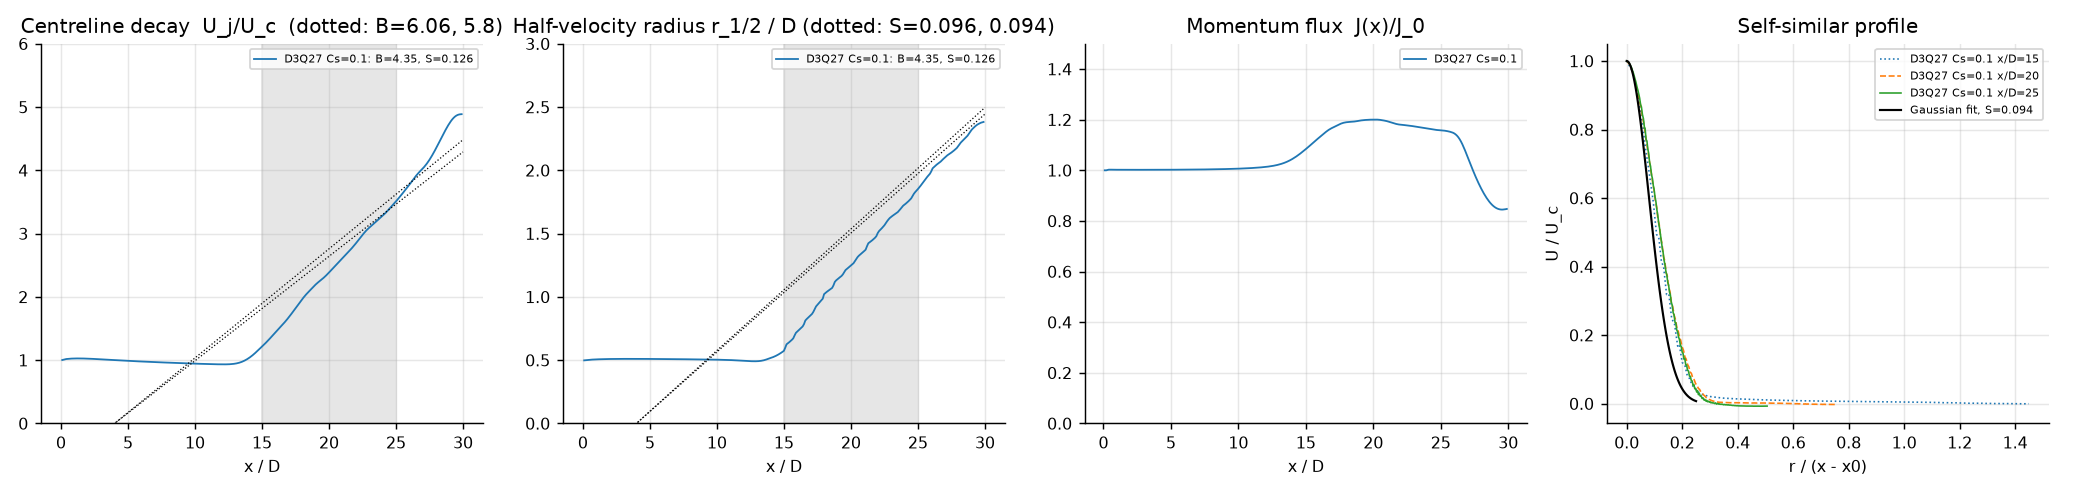 Centreline decay U_j/U_c (dotted: B=6.06, 5.8)
D3Q27 Cs=0.1: B=4.35, S=0.126
6
5
4
3
2
1
0
0 5 10 15 20 25 30
x / D
Half-velocity radius r_1/2 / D (dotted: S=0.096, 0.094)
D3Q27 Cs=0.1: B=4.35, S=0.126
3.0
2.5
2.0
1.5
1.0
0.5
0.0
0 5 10 15 20 25 30
x / D
Momentum flux J(x)/J_0
D3Q27 Cs=0.1
1.4
1.2
1.0
0.8
0.6
0.4
0.2
0.0
0 5 10 15 20 25 30
x / D
Self-similar profile
D3Q27 Cs=0.1 x/D=15
D3Q27 Cs=0.1 x/D=20
D3Q27 Cs=0.1 x/D=25
Gaussian fit, S=0.094
U / U_c
1.0
0.8
0.6
0.4
0.2
0.0
0.0 0.2 0.4 0.6 0.8 1.0 1.2 1.4
r / (x - x0)